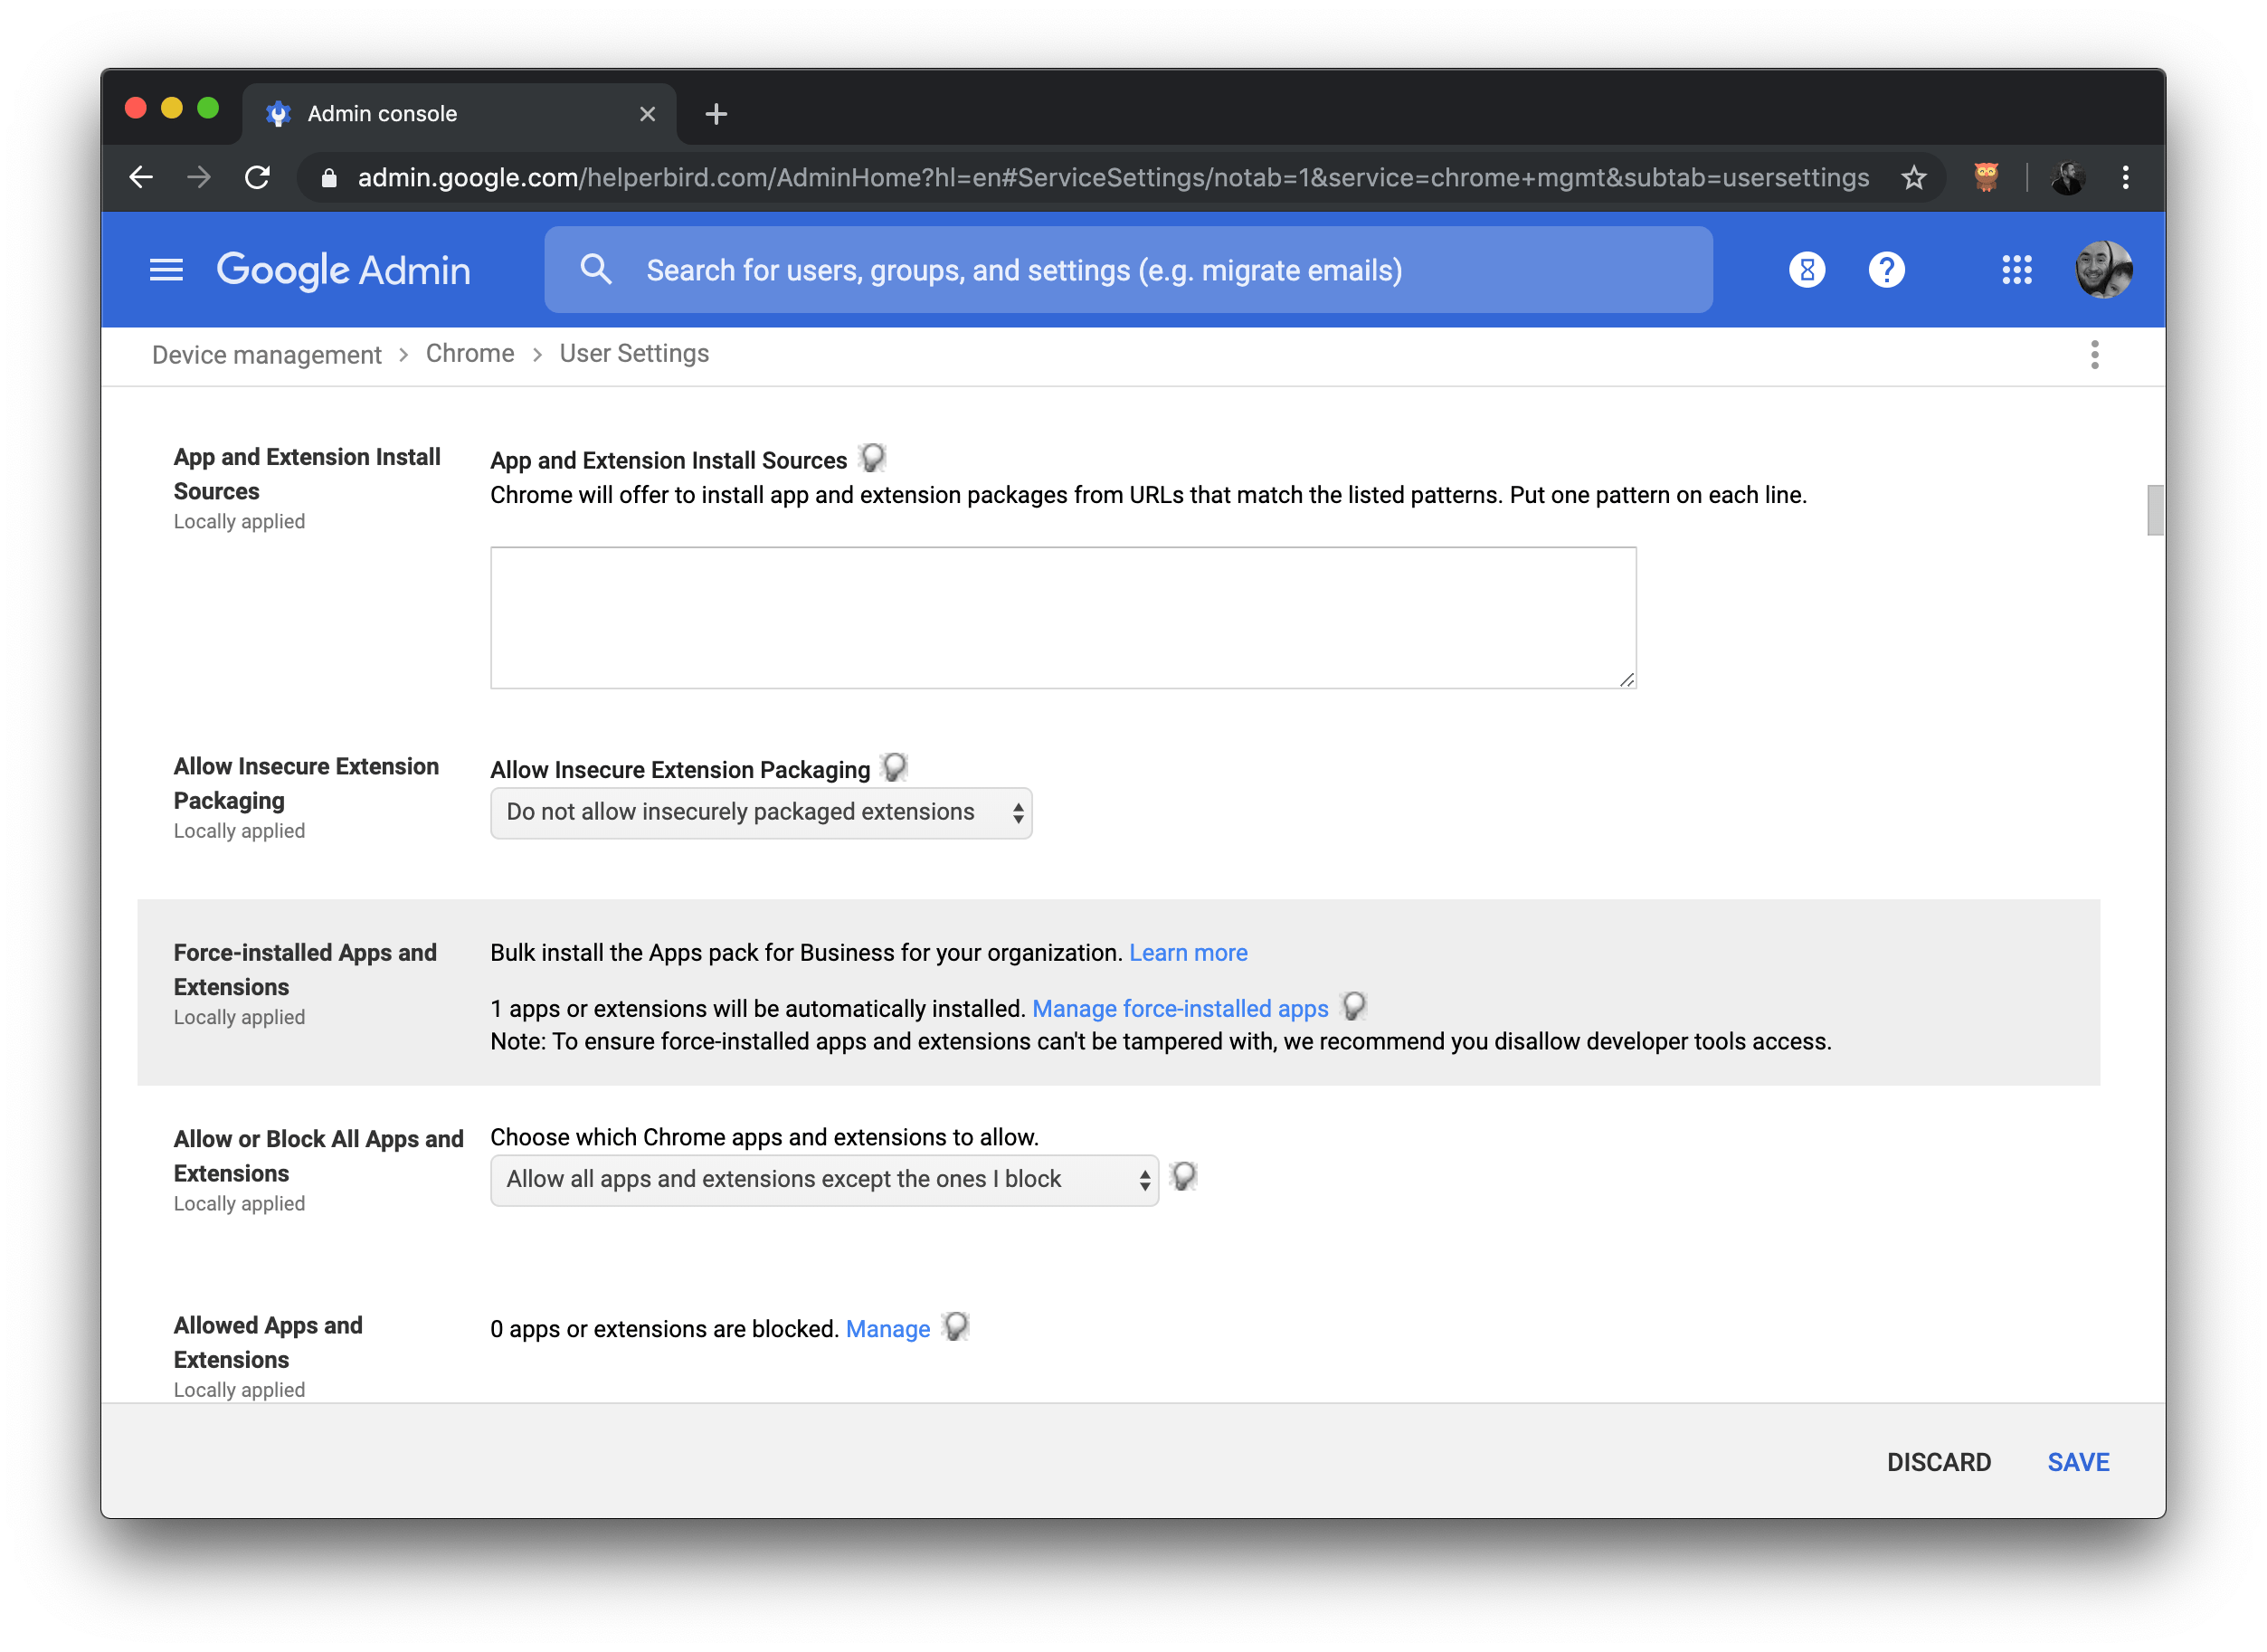 Admin console
admin.google.com/helperbird.com/AdminHome?hl=en#ServiceSettings/notab=1&service=chrome+mgmt&subtab=usersettings
Google Admin
Search for users, groups, and settings (e.g. migrate emails)
Device management > Chrome > User Settings
App and Extension Install
Sources
Locally applied
App and Extension Install Sources
Chrome will offer to install app and extension packages from URLs that match the listed patterns. Put one pattern on each line.
Allow Insecure Extension
Packaging
Locally applied
Allow Insecure Extension Packaging
Do not allow insecurely packaged extensions
Force-installed Apps and
Extensions
Locally applied
Bulk install the Apps pack for Business for your organization. Learn more
1 apps or extensions will be automatically installed. Manage force-installed apps
Note: To ensure force-installed apps and extensions can't be tampered with, we recommend you disallow developer tools access.
Allow or Block All Apps and
Extensions
Locally applied
Choose which Chrome apps and extensions to allow.
Allow all apps and extensions except the ones I block
Allowed Apps and
Extensions
Locally applied
0 apps or extensions are blocked. Manage
DISCARD
SAVE